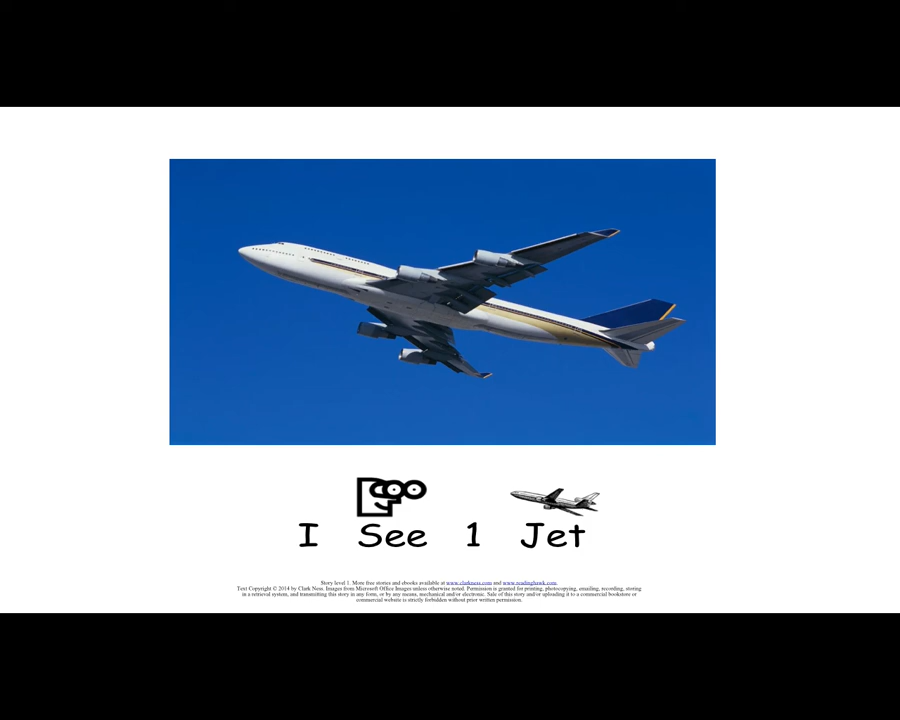 I See 1 Jet
Story level 1. More free stories and ebooks available at www.clarkness.com and www.readinghawk.com.
Text Copyright © 2014 by Clark Ness. Images from Microsoft Office Images unless otherwise noted. Permission is granted for printing, photocopying, emailing, recording, storing
in a retrieval system, and transmitting this story in any form, or by any means, mechanical and/or electronic. Sale of this story and/or uploading it to a commercial bookstore or
commercial website is strictly forbidden without prior written permission.